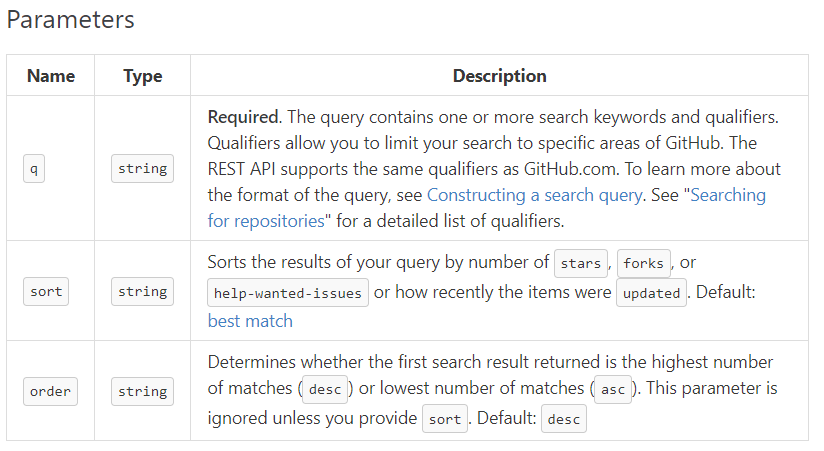 Parameters
Name Type Description
Required. The query contains one or more search keywords and qualifiers.
Qualifiers allow you to limit your search to specific areas of GitHub. The
q string REST API supports the same qualifiers as GitHub.com. To learn more about
the format of the query, see Constructing a search query. See "Searching
for repositories" for a detailed list of qualifiers.
Sorts the results of your query by number of stars, forks, or
sort string help-wanted-issues or how recently the items were updated. Default:
best match
Determines whether the first search result returned is the highest number
order string of matches (desc) or lowest number of matches (asc). This parameter is
ignored unless you provide sort. Default: desc